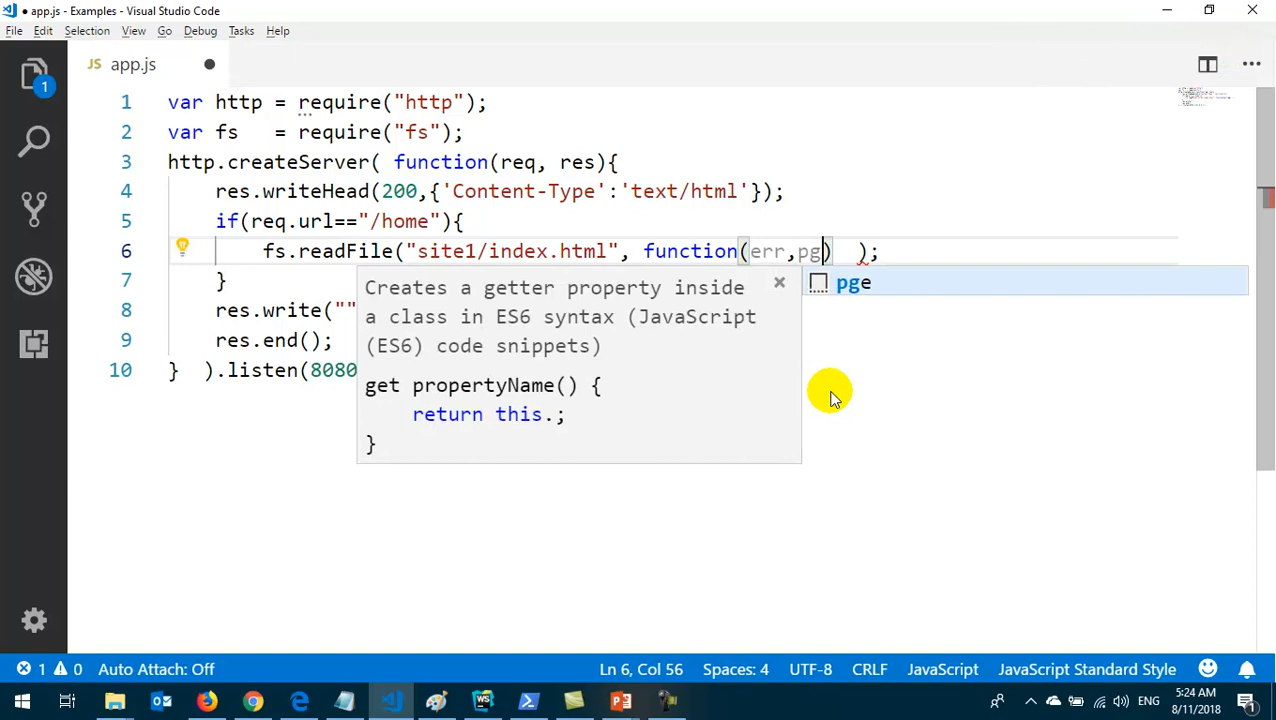 app.js - Examples - Visual Studio Code
File Edit Selection View Go Debug Tasks Help
JS app.js
1 var http = require("http");
2 var fs   = require("fs");
3 http.createServer( function(req, res){
4 res.writeHead(200,{'Content-Type':'text/html'});
5 if(req.url=="/home"){
6 fs.readFile("site1/index.html", function(err,pg)  );
pge
7 }
8 res.write(""
9 res.end();
10 }  ).listen(8080
Creates a getter property inside
a class in ES6 syntax (JavaScript
(ES6) code snippets)
get propertyName() {
return this.;
}
1
1 0 Auto Attach: Off Ln 6, Col 56 Spaces: 4 UTF-8 CRLF JavaScript JavaScript Standard Style
ENG
5:24 AM
8/11/2018
1